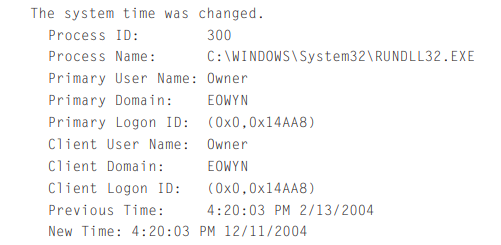 The system time was changed.
Process ID: 300
Process Name: C:\WINDOWS\System32\RUNDLL32.EXE
Primary User Name: Owner
Primary Domain: EOWYN
Primary Logon ID: (0x0,0x14AA8)
Client User Name: Owner
Client Domain: EOWYN
Client Logon ID: (0x0,0x14AA8)
Previous Time: 4:20:03 PM 2/13/2004
New Time: 4:20:03 PM 12/11/2004